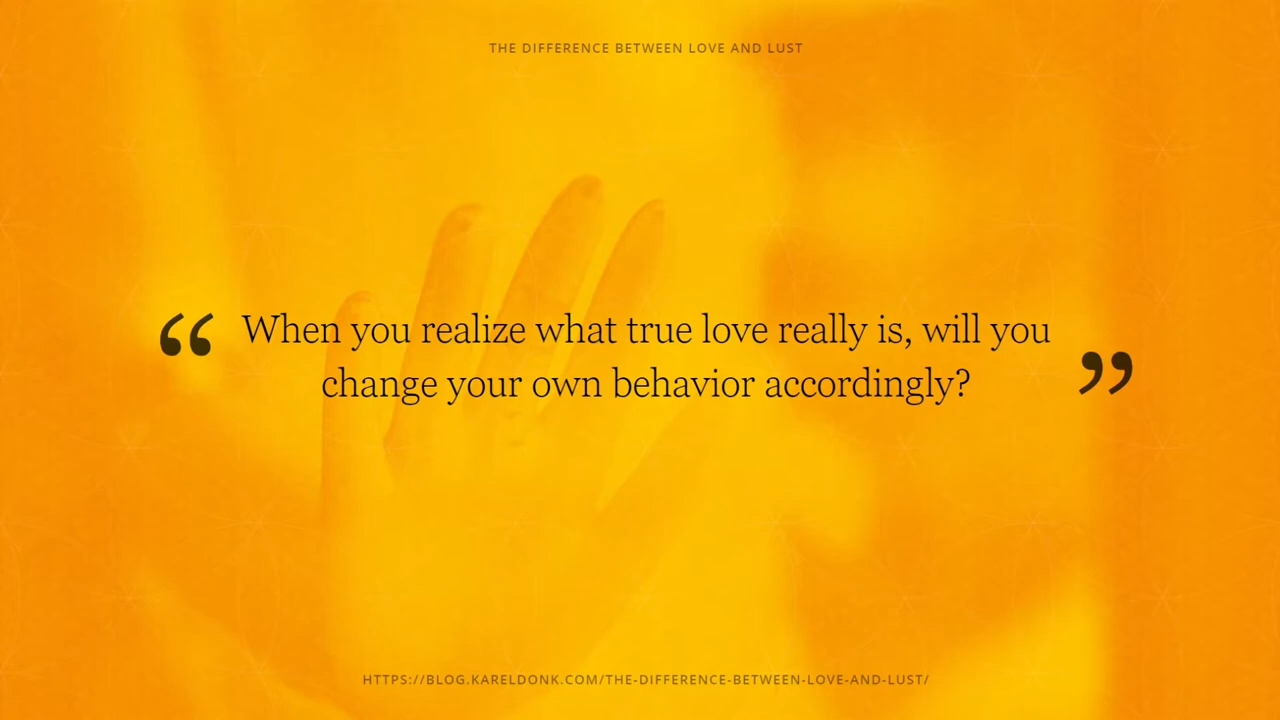 THE DIFFERENCE BETWEEN LOVE AND LUST
“When you realize what true love really is, will you
change your own behavior accordingly?”
HTTPS://BLOG.KARELDONK.COM/THE-DIFFERENCE-BETWEEN-LOVE-AND-LUST/